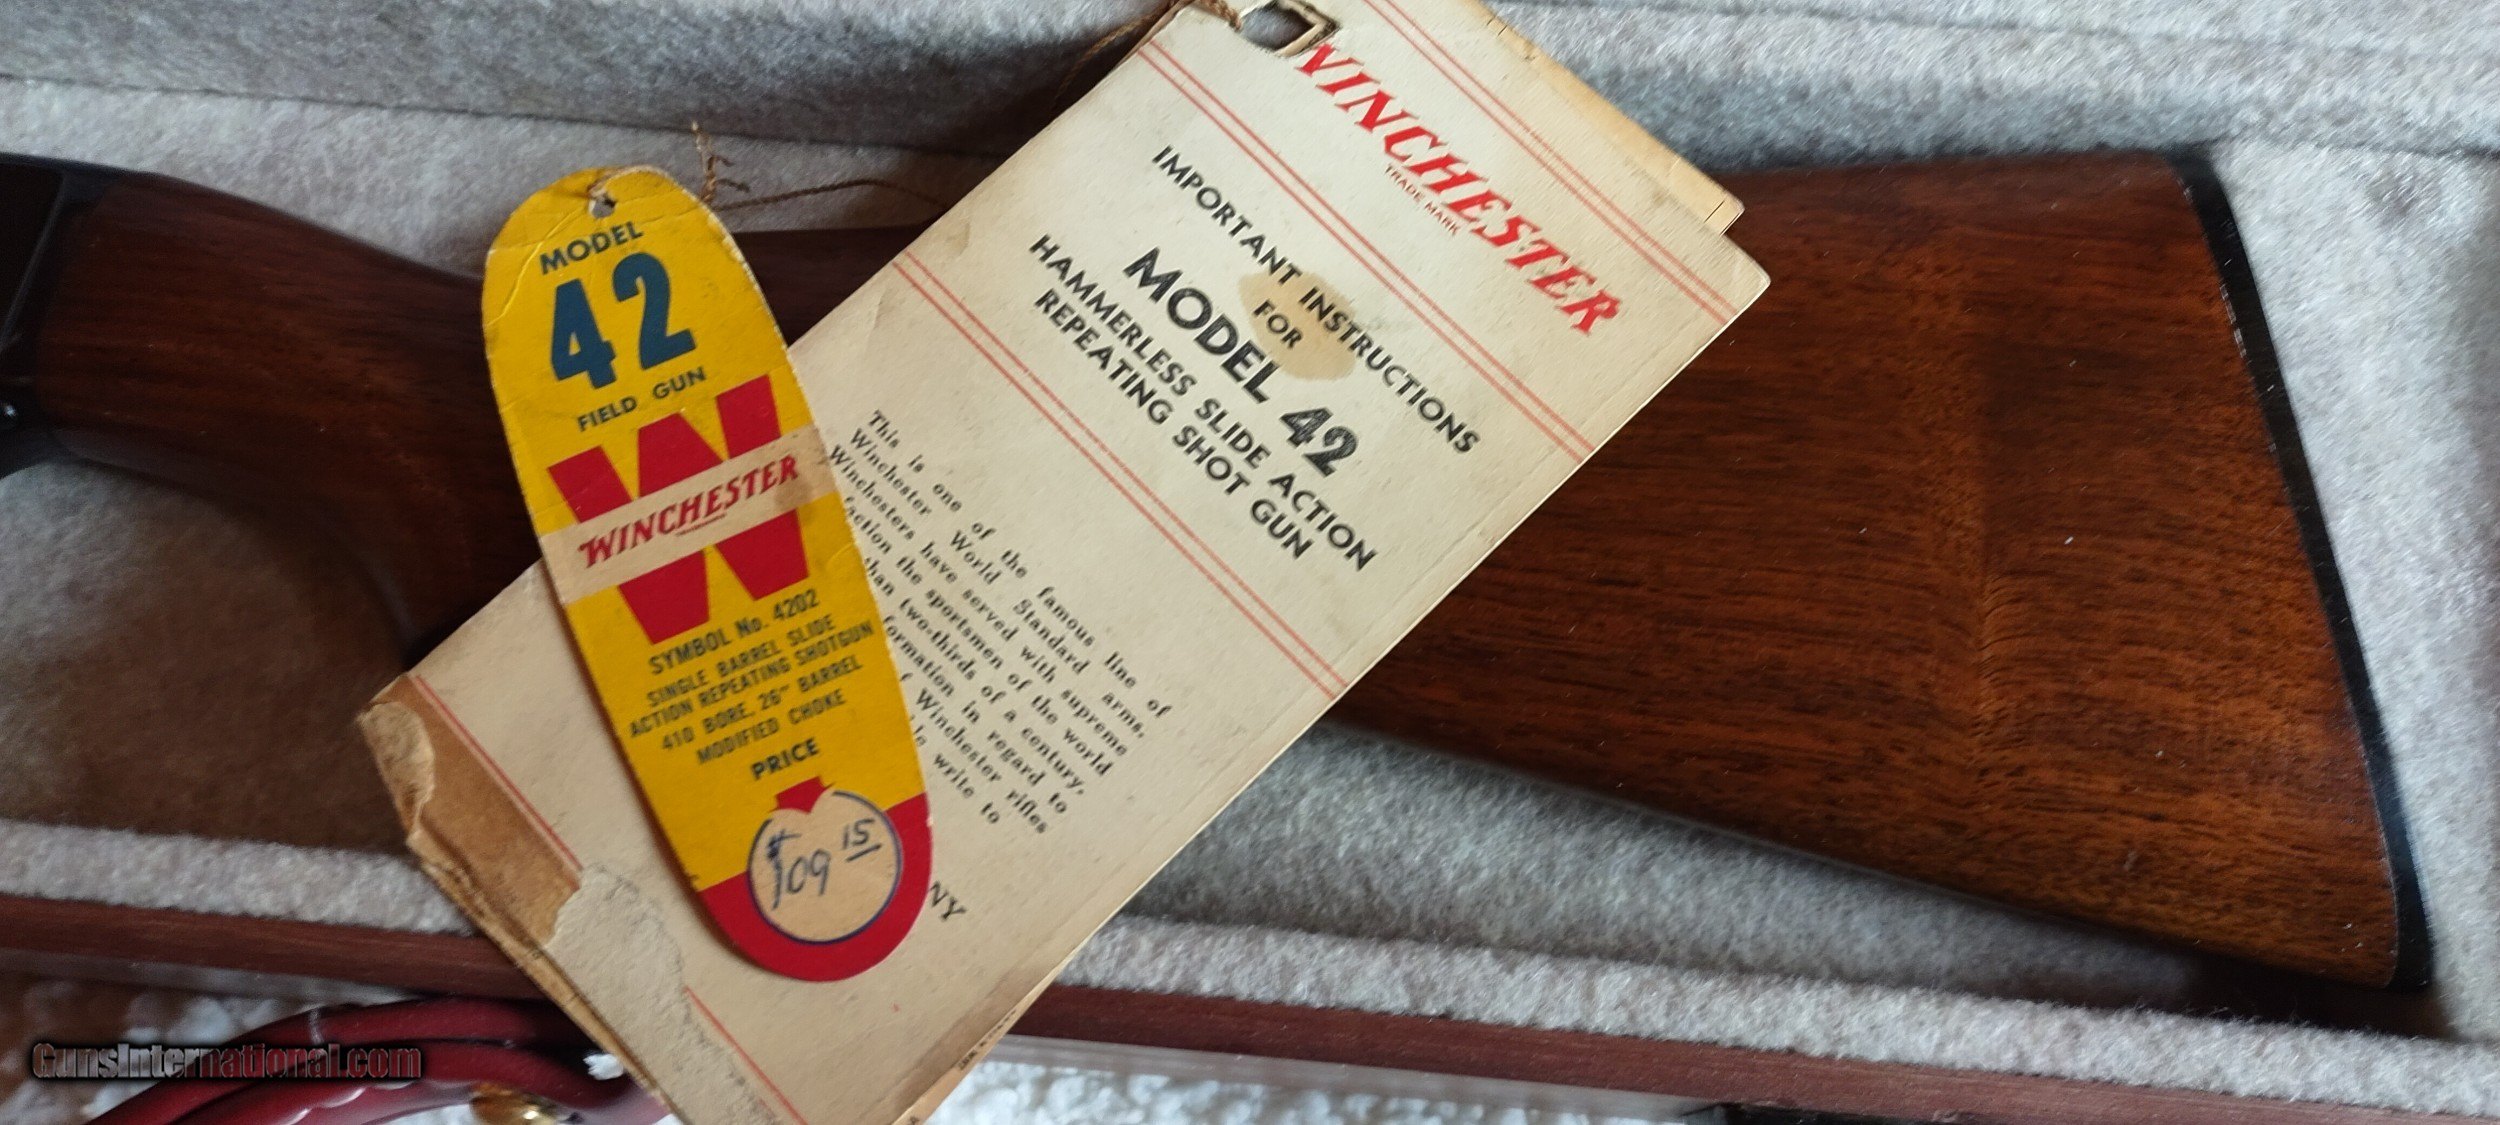 MODEL
42
FIELD GUN
W
WINCHESTER
SYMBOL No. 4202
SINGLE BARREL SLIDE
ACTION REPEATING SHOTGUN
410 BORE, 26" BARREL
MODIFIED CHOKE
PRICE
$109 15
WINCHESTER
TRADE MARK
IMPORTANT INSTRUCTIONS
FOR
MODEL 42
HAMMERLESS SLIDE ACTION
REPEATING SHOT GUN
This is one of the famous line of
Winchester World Standard arms.
Winchesters have served with supreme
faction the sportsmen of the world
than two-thirds of a century.
formation in regard to
f Winchester rifles
le write to
NY
GunsInternational.com